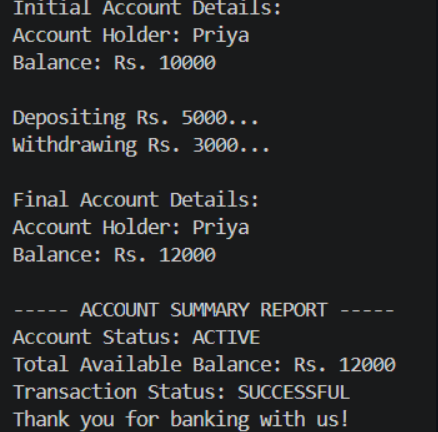 Initial Account Details:
Account Holder: Priya
Balance: Rs. 10000
Depositing Rs. 5000...
Withdrawing Rs. 3000...
Final Account Details:
Account Holder: Priya
Balance: Rs. 12000
----- ACCOUNT SUMMARY REPORT -----
Account Status: ACTIVE
Total Available Balance: Rs. 12000
Transaction Status: SUCCESSFUL
Thank you for banking with us!